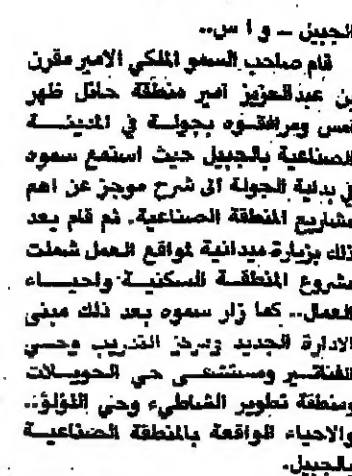 الجبيل – و ا س..
قام صاحب السمو الملكي الامير مقرن
بن عبدالعزيز امير منطقة حائل ظهر
امس ومرافقوه بجولة في المدينة
الصناعية بالجبيل حيث استمع سموه
في بداية الجولة الى شرح موجز عن اهم
مشاريع المنطقة الصناعية. ثم قام بعد
ذلك بزيارة ميدانية لمواقع العمل شملت
مشروع المنطقة السكنية واحياء
العمال.. كما زار سموه بعد ذلك مبنى
الادارة الجديد ومركز التدريب وحي
الفناتير ومستشفى حي الحويلات
ومنطقة تطوير الشاطيء وحي اللؤلؤ..
والاحياء الواقعة بالمنطقة الصناعية
بالجبيل.